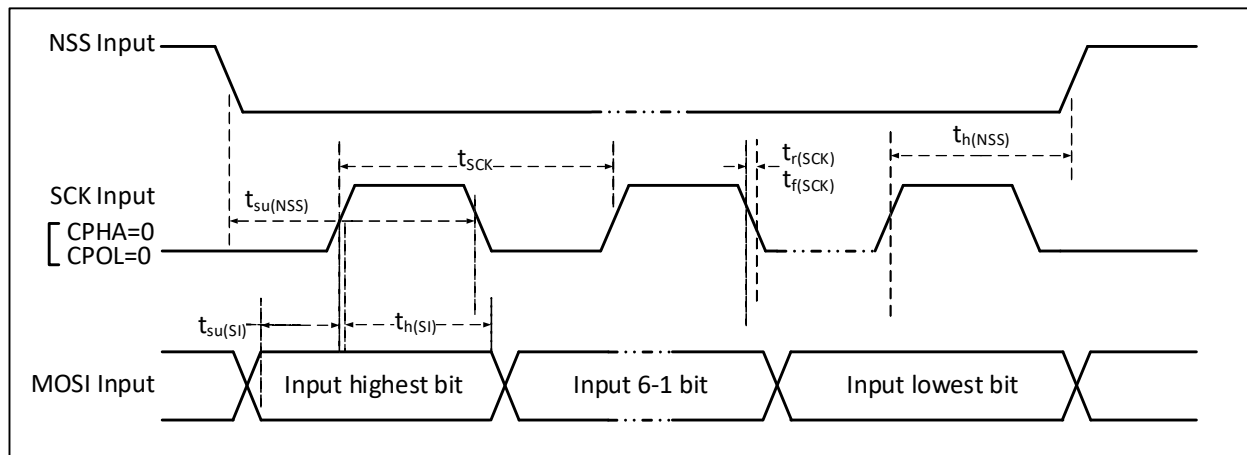 NSS Input
tSCK
tr(SCK)
th(NSS)
tf(SCK)
SCK Input
tsu(NSS)
CPHA=0
CPOL=0
tsu(SI)
th(SI)
MOSI Input
Input highest bit
Input 6-1 bit
Input lowest bit